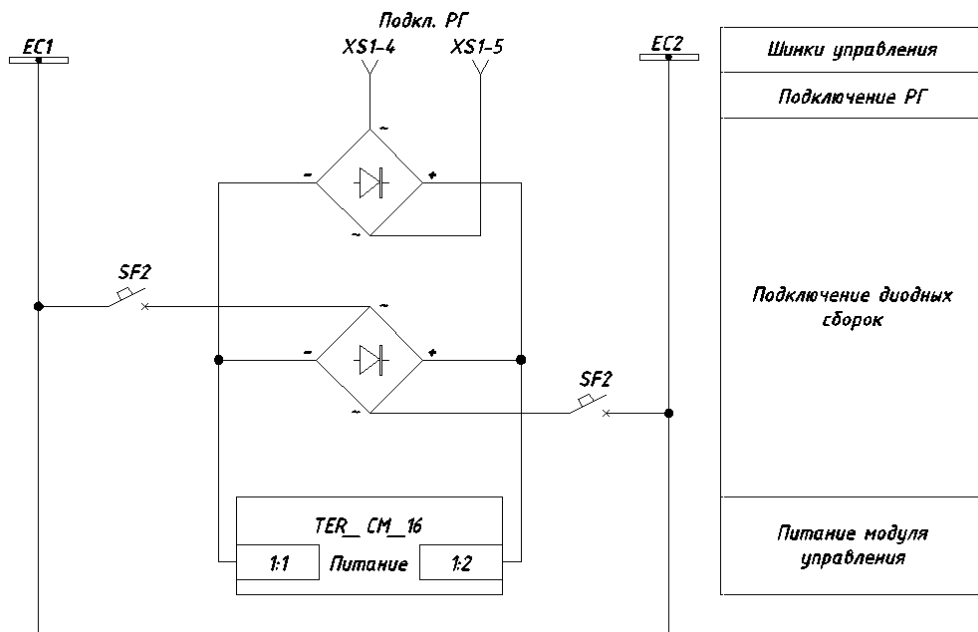 Подкл. РГ
EC1
XS1-4
XS1-5
EC2
Шинки управления
Подключение РГ
~
-
+
~
SF2
~
-
+
~
SF2
Подключение диодных
сборок
TER_ CM_16
1:1
Питание
1:2
Питание модуля
управления